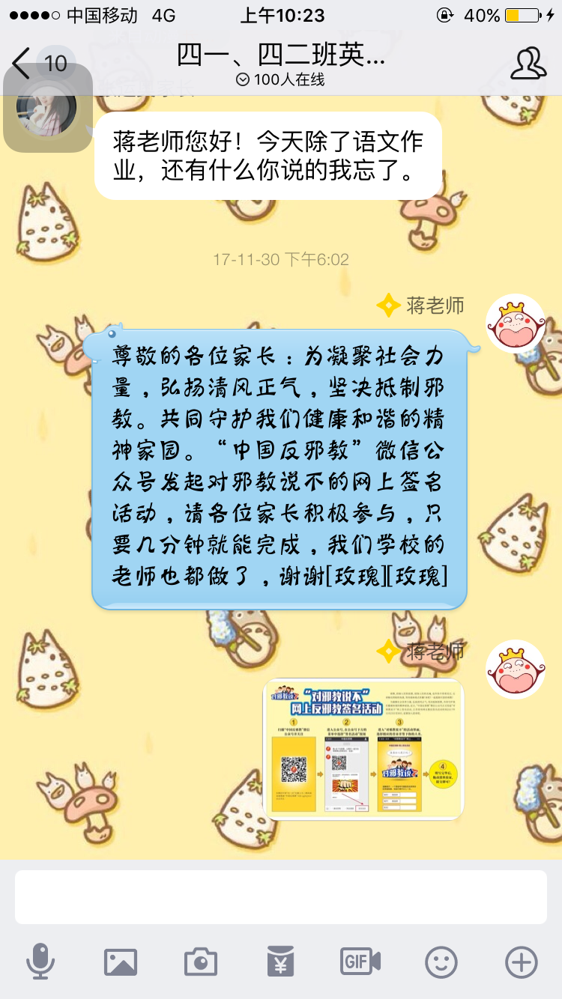 中国移动 4G 上午10:23 40%
10
四一、四二班英...
100人在线
蒋老师您好！今天除了语文作
业，还有什么你说的我忘了。
17-11-30 下午6:02
蒋老师
尊敬的各位家长：为凝聚社会力
量，弘扬清风正气，坚决抵制邪
教。共同守护我们健康和谐的精
神家园。“中国反邪教”微信公
众号发起对邪教说不的网上签名
活动，请各位家长积极参与，只
要几分钟就能完成，我们学校的
老师也都做了，谢谢[玫瑰][玫瑰]
蒋老师
对邪教说不
“对邪教说不”
网上反邪教签名活动
1
2
3
4
对邪教说不
GIF